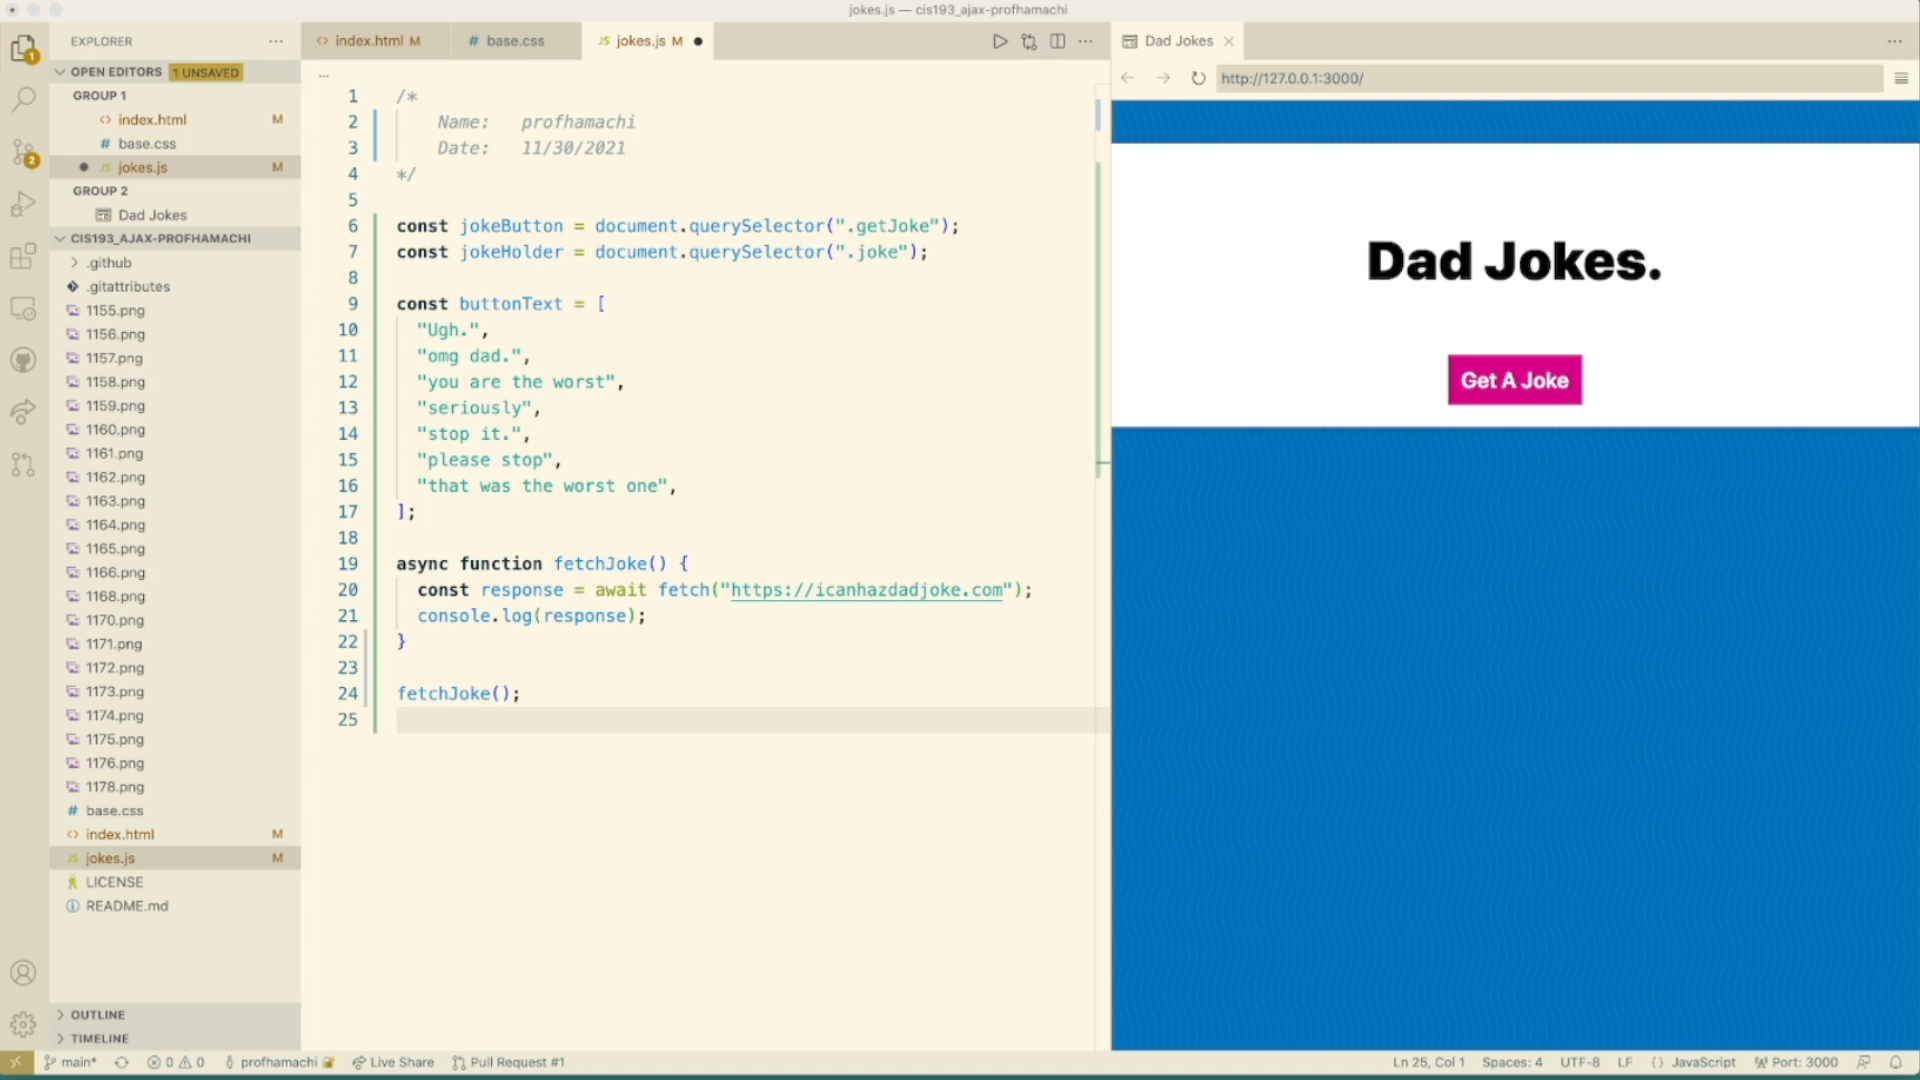 jokes.js — cis193_ajax-profhamachi
EXPLORER
OPEN EDITORS 1 UNSAVED
GROUP 1
index.html M
base.css
jokes.js M
GROUP 2
Dad Jokes
CIS193_AJAX-PROFHAMACHI
.github
.gitattributes
1155.png
1156.png
1157.png
1158.png
1159.png
1160.png
1161.png
1162.png
1163.png
1164.png
1165.png
1166.png
1168.png
1170.png
1171.png
1172.png
1173.png
1174.png
1175.png
1176.png
1178.png
base.css
index.html M
jokes.js M
LICENSE
README.md
OUTLINE
TIMELINE
index.html M
base.css
jokes.js M
...
1 /*
2 Name: profhamachi
3 Date: 11/30/2021
4 */
5
6 const jokeButton = document.querySelector(".getJoke");
7 const jokeHolder = document.querySelector(".joke");
8
9 const buttonText = [
10 "Ugh.",
11 "omg dad.",
12 "you are the worst",
13 "seriously",
14 "stop it.",
15 "please stop",
16 "that was the worst one",
17 ];
18
19 async function fetchJoke() {
20 const response = await fetch("https://icanhazdadjoke.com");
21 console.log(response);
22 }
23
24 fetchJoke();
25
Dad Jokes
http://127.0.0.1:3000/
Dad Jokes.
Get A Joke
main* 0 0 profhamachi Live Share Pull Request #1
Ln 25, Col 1 Spaces: 4 UTF-8 LF {} JavaScript Port: 3000